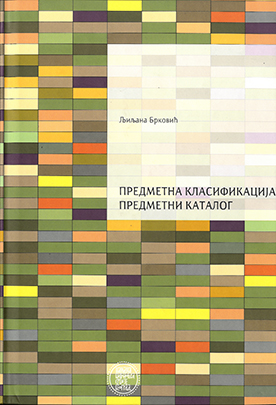 Љиљана Брковић
ПРЕДМЕТНА КЛАСИФИКАЦИЈА
ПРЕДМЕТНИ КАТАЛОГ